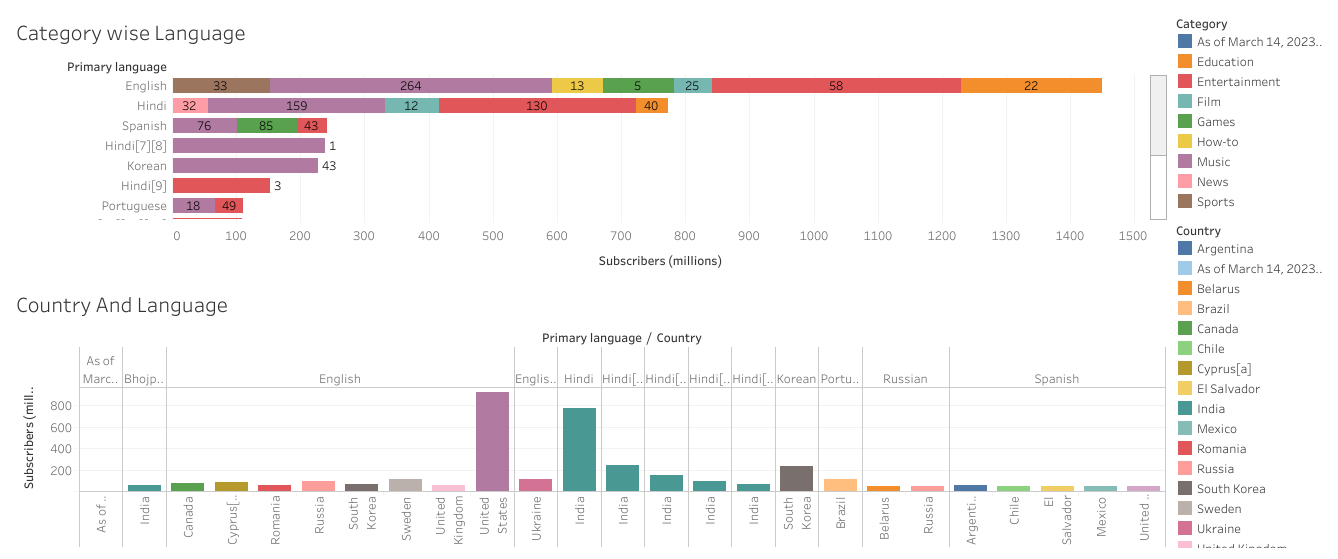 Category wise Language
Primary language
English 33 264 13 5 25 58 22
Hindi 32 159 12 130 40
Spanish 76 85 43
Hindi[7][8] 1
Korean 43
Hindi[9] 3
Portuguese 18 49
0 100 200 300 400 500 600 700 800 900 1000 1100 1200 1300 1400 1500
Subscribers (millions)
Category
As of March 14, 2023..
Education
Entertainment
Film
Games
How-to
Music
News
Sports
Country And Language
Primary language / Country
As of
Marc.. Bhojp.. English Englis.. Hindi Hindi[.. Hindi[.. Hindi[.. Hindi[.. Korean Portu.. Russian Spanish
Subscribers (mill..
800
600
400
200
As of ..
India
Canada
Cyprus[..
Romania
Russia
South
Korea
Sweden
United
Kingdom
United
States
Ukraine
India
India
India
India
India
South
Korea
Brazil
Belarus
Russia
Argenti..
Chile
El
Salvador
Mexico
United ..
Country
Argentina
As of March 14, 2023..
Belarus
Brazil
Canada
Chile
Cyprus[a]
El Salvador
India
Mexico
Romania
Russia
South Korea
Sweden
Ukraine
United Kingdom